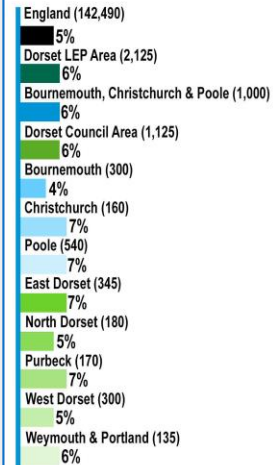 England (142,490)
5%
Dorset LEP Area (2,125)
6%
Bournemouth, Christchurch & Poole (1,000)
6%
Dorset Council Area (1,125)
6%
Bournemouth (300)
4%
Christchurch (160)
7%
Poole (540)
7%
East Dorset (345)
7%
North Dorset (180)
5%
Purbeck (170)
7%
West Dorset (300)
5%
Weymouth & Portland (135)
6%